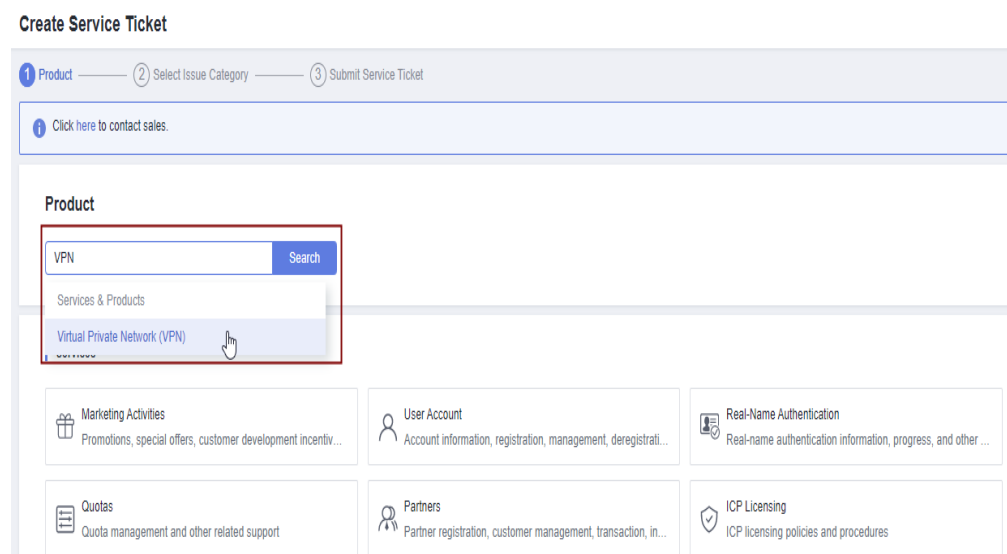 Create Service Ticket
1 Product 2 Select Issue Category 3 Submit Service Ticket
Click here to contact sales.
Product
VPN Search
Services & Products
Virtual Private Network (VPN)
Marketing Activities
Promotions, special offers, customer development incentiv...
User Account
Account information, registration, management, deregistrati...
Real-Name Authentication
Real-name authentication information, progress, and other ...
Quotas
Quota management and other related support
Partners
Partner registration, customer management, transaction, in...
ICP Licensing
ICP licensing policies and procedures